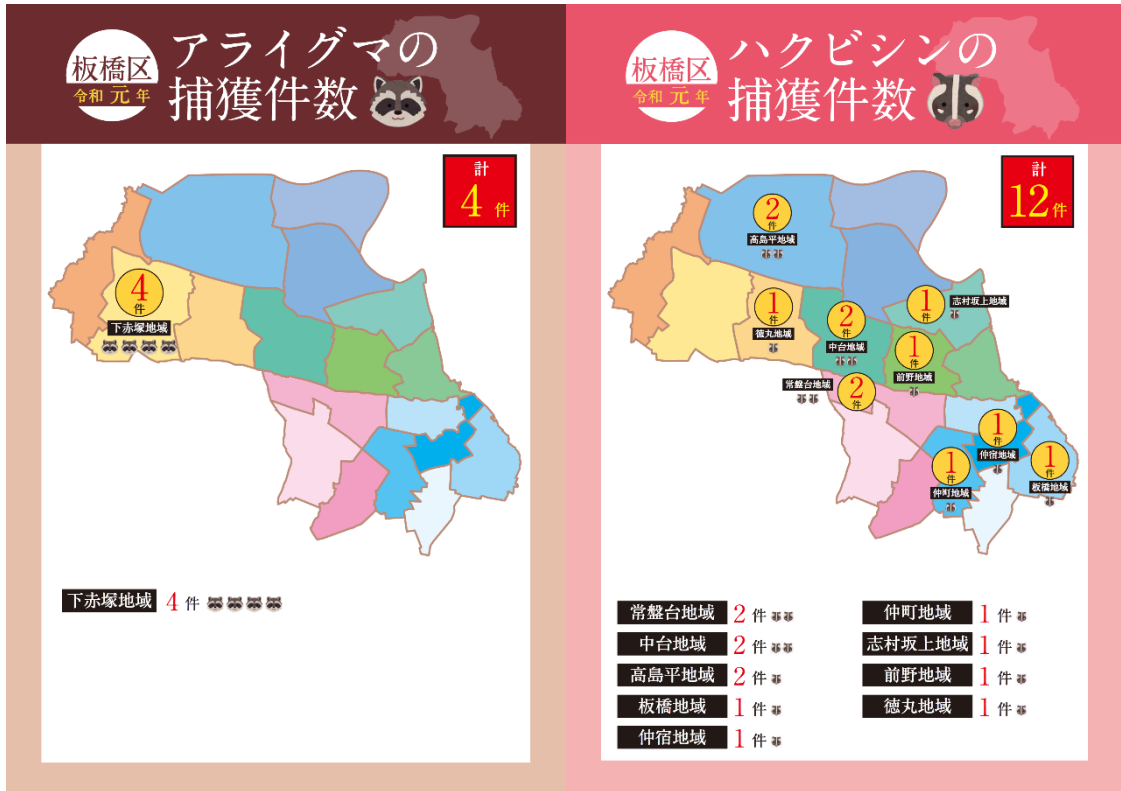 板橋区
令和元年
アライグマの
捕獲件数
計
4件
4
件
下赤塚地域
下赤塚地域 4件
板橋区
令和元年
ハクビシンの
捕獲件数
計
12件
2
件
高島平地域
1
件
徳丸地域
2
件
中台地域
1
件
志村坂上地域
1
件
前野地域
常盤台地域
2
件
1
件
仲宿地域
1
件
仲町地域
1
件
板橋地域
常盤台地域 2件
中台地域 2件
高島平地域 2件
板橋地域 1件
仲宿地域 1件
仲町地域 1件
志村坂上地域 1件
前野地域 1件
徳丸地域 1件